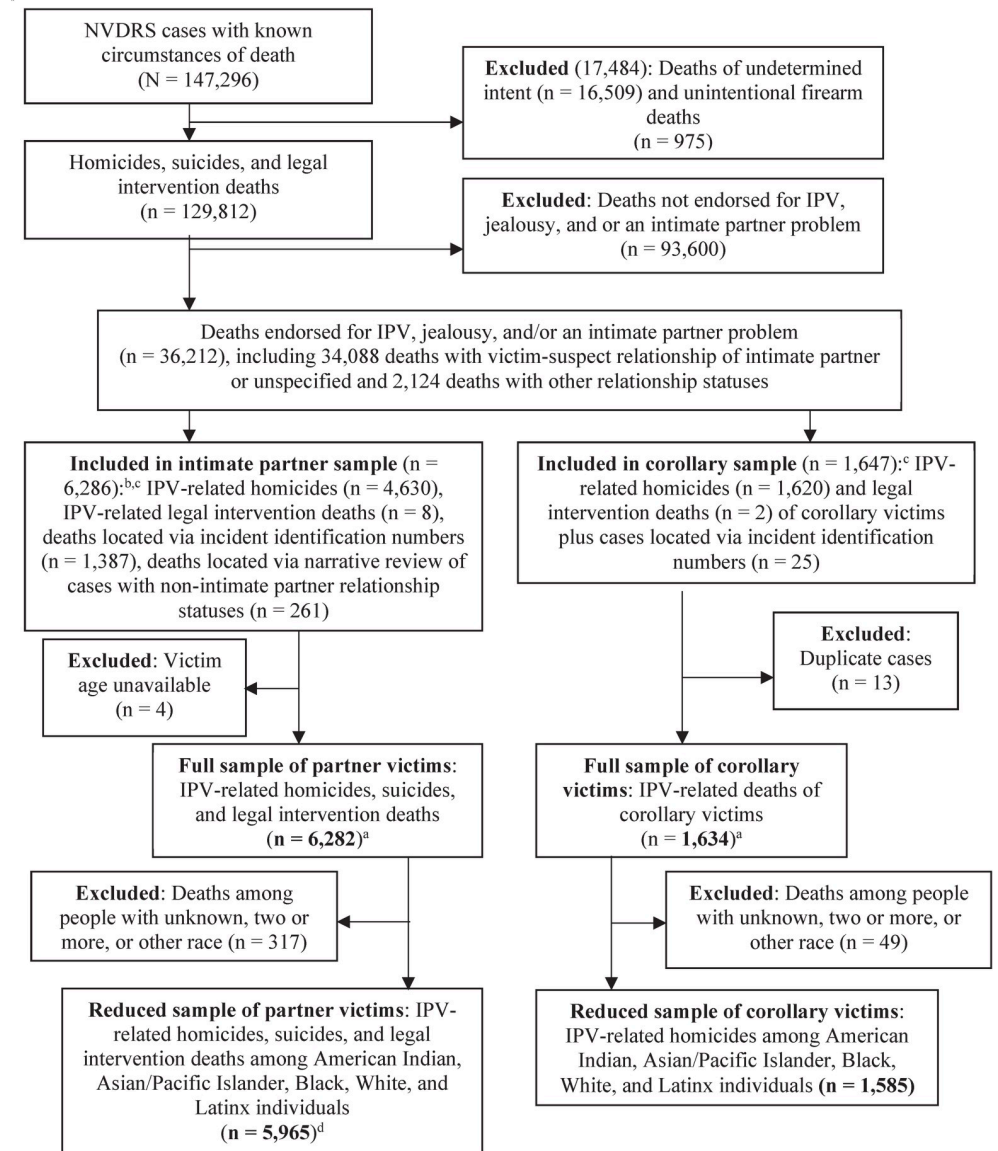 NVDRS cases with known
circumstances of death
(N = 147,296)
Excluded (17,484): Deaths of undetermined
intent (n = 16,509) and unintentional firearm
deaths
(n = 975)
Homicides, suicides, and legal
intervention deaths
(n = 129,812)
Excluded: Deaths not endorsed for IPV,
jealousy, and or an intimate partner problem
(n = 93,600)
Deaths endorsed for IPV, jealousy, and/or an intimate partner problem
(n = 36,212), including 34,088 deaths with victim-suspect relationship of intimate partner
or unspecified and 2,124 deaths with other relationship statuses
Included in intimate partner sample (n =
6,286):b,c IPV-related homicides (n = 4,630),
IPV-related legal intervention deaths (n = 8),
deaths located via incident identification numbers
(n = 1,387), deaths located via narrative review of
cases with non-intimate partner relationship
statuses (n = 261)
Included in corollary sample (n = 1,647):c IPV-
related homicides (n = 1,620) and legal
intervention deaths (n = 2) of corollary victims
plus cases located via incident identification
numbers (n = 25)
Excluded: Victim
age unavailable
(n = 4)
Excluded:
Duplicate cases
(n = 13)
Full sample of partner victims:
IPV-related homicides, suicides,
and legal intervention deaths
(n = 6,282)a
Full sample of corollary
victims: IPV-related deaths of
corollary victims
(n = 1,634)a
Excluded: Deaths among
people with unknown, two or
more, or other race (n = 317)
Excluded: Deaths among people
with unknown, two or more, or
other race (n = 49)
Reduced sample of partner victims: IPV-
related homicides, suicides, and legal
intervention deaths among American Indian,
Asian/Pacific Islander, Black, White, and
Latinx individuals
(n = 5,965)d
Reduced sample of corollary victims:
IPV-related homicides among American
Indian, Asian/Pacific Islander, Black,
White, and Latinx individuals (n = 1,585)